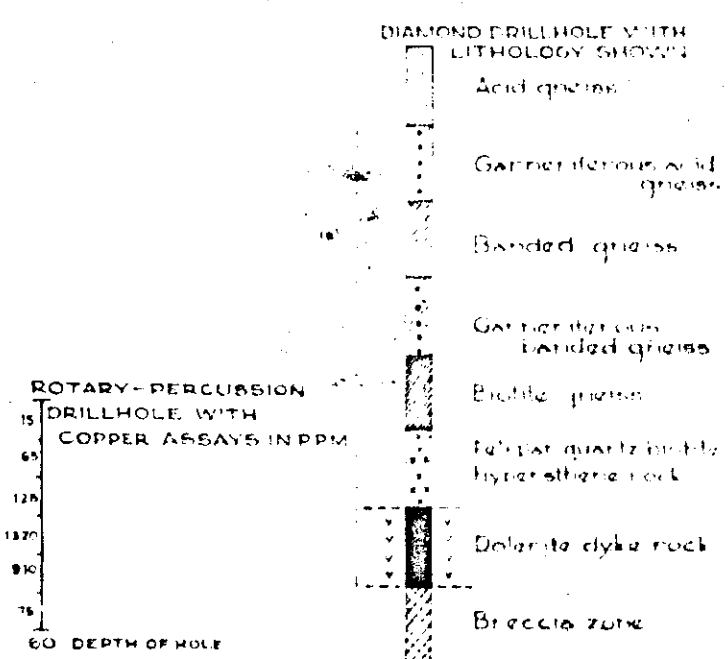 DIAMOND DRILLHOLE WITH
LITHOLOGY SHOWN
Acid gneiss
Garnetiferous acid
gneiss
Banded gneiss
Garnetiferous
banded gneiss
Biotite gneiss
Felspar quartz biotite
hypersthene rock
Dolerite dyke rock
Breccia zone
ROTARY-PERCUSSION
DRILLHOLE WITH
COPPER ASSAYS IN PPM
15
65
125
1370
910
75
60 DEPTH OF HOLE